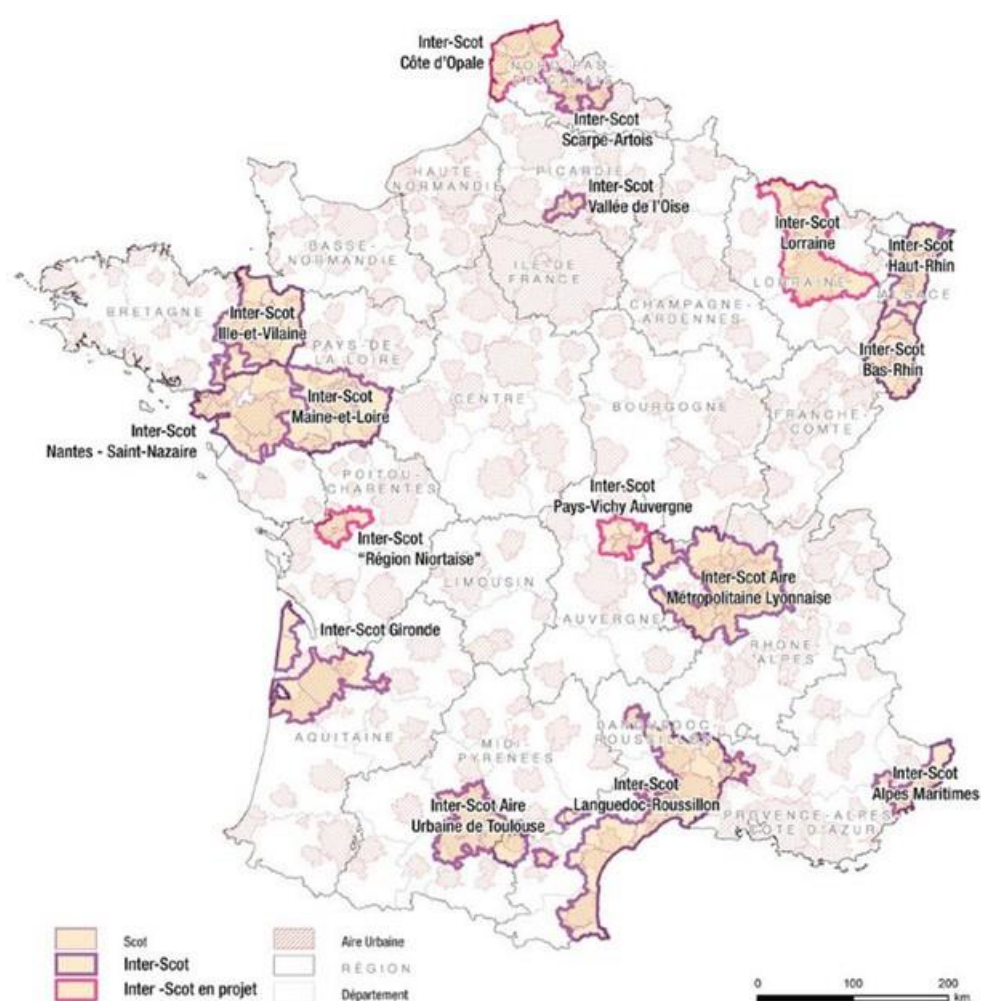 Inter-Scot
Côte d'Opale
NORD-PAS-
DE-CALAIS
Inter-Scot
Scarpe-Artois
HAUTE-
NORMANDIE
PICARDIE
Inter-Scot
Vallée de l'Oise
Inter-Scot
Lorraine
Inter-Scot
Haut-Rhin
BASSE-
NORMANDIE
ILE-DE
FRANCE
LORRAINE
ALSACE
BRETAGNE
Inter-Scot
Ille-et-Vilaine
CHAMPAGNE-
ARDENNES
PAYS-DE-
LA LOIRE
Inter-Scot
Bas-Rhin
Inter-Scot
Maine-et-Loire
CENTRE
BOURGOGNE
FRANCHE-
COMTE
Inter-Scot
Nantes - Saint-Nazaire
POITOU-
CHARENTES
Inter-Scot
Pays-Vichy Auvergne
Inter-Scot
"Région Niortaise"
LIMOUSIN
Inter-Scot Aire
Métropolitaine Lyonnaise
AUVERGNE
Inter-Scot Gironde
RHONE-
ALPES
AQUITAINE
MIDI-
PYRENEES
ROUSSILLON
Inter-Scot
Alpes Maritimes
Inter-Scot
Languedoc-Roussillon
Inter-Scot Aire
Urbaine de Toulouse
PROVENCE-ALPES
CÔTE D'AZUR
Scot
Inter-Scot
Inter -Scot en projet
Aire Urbaine
RÉGION
Département
0 100 200
km